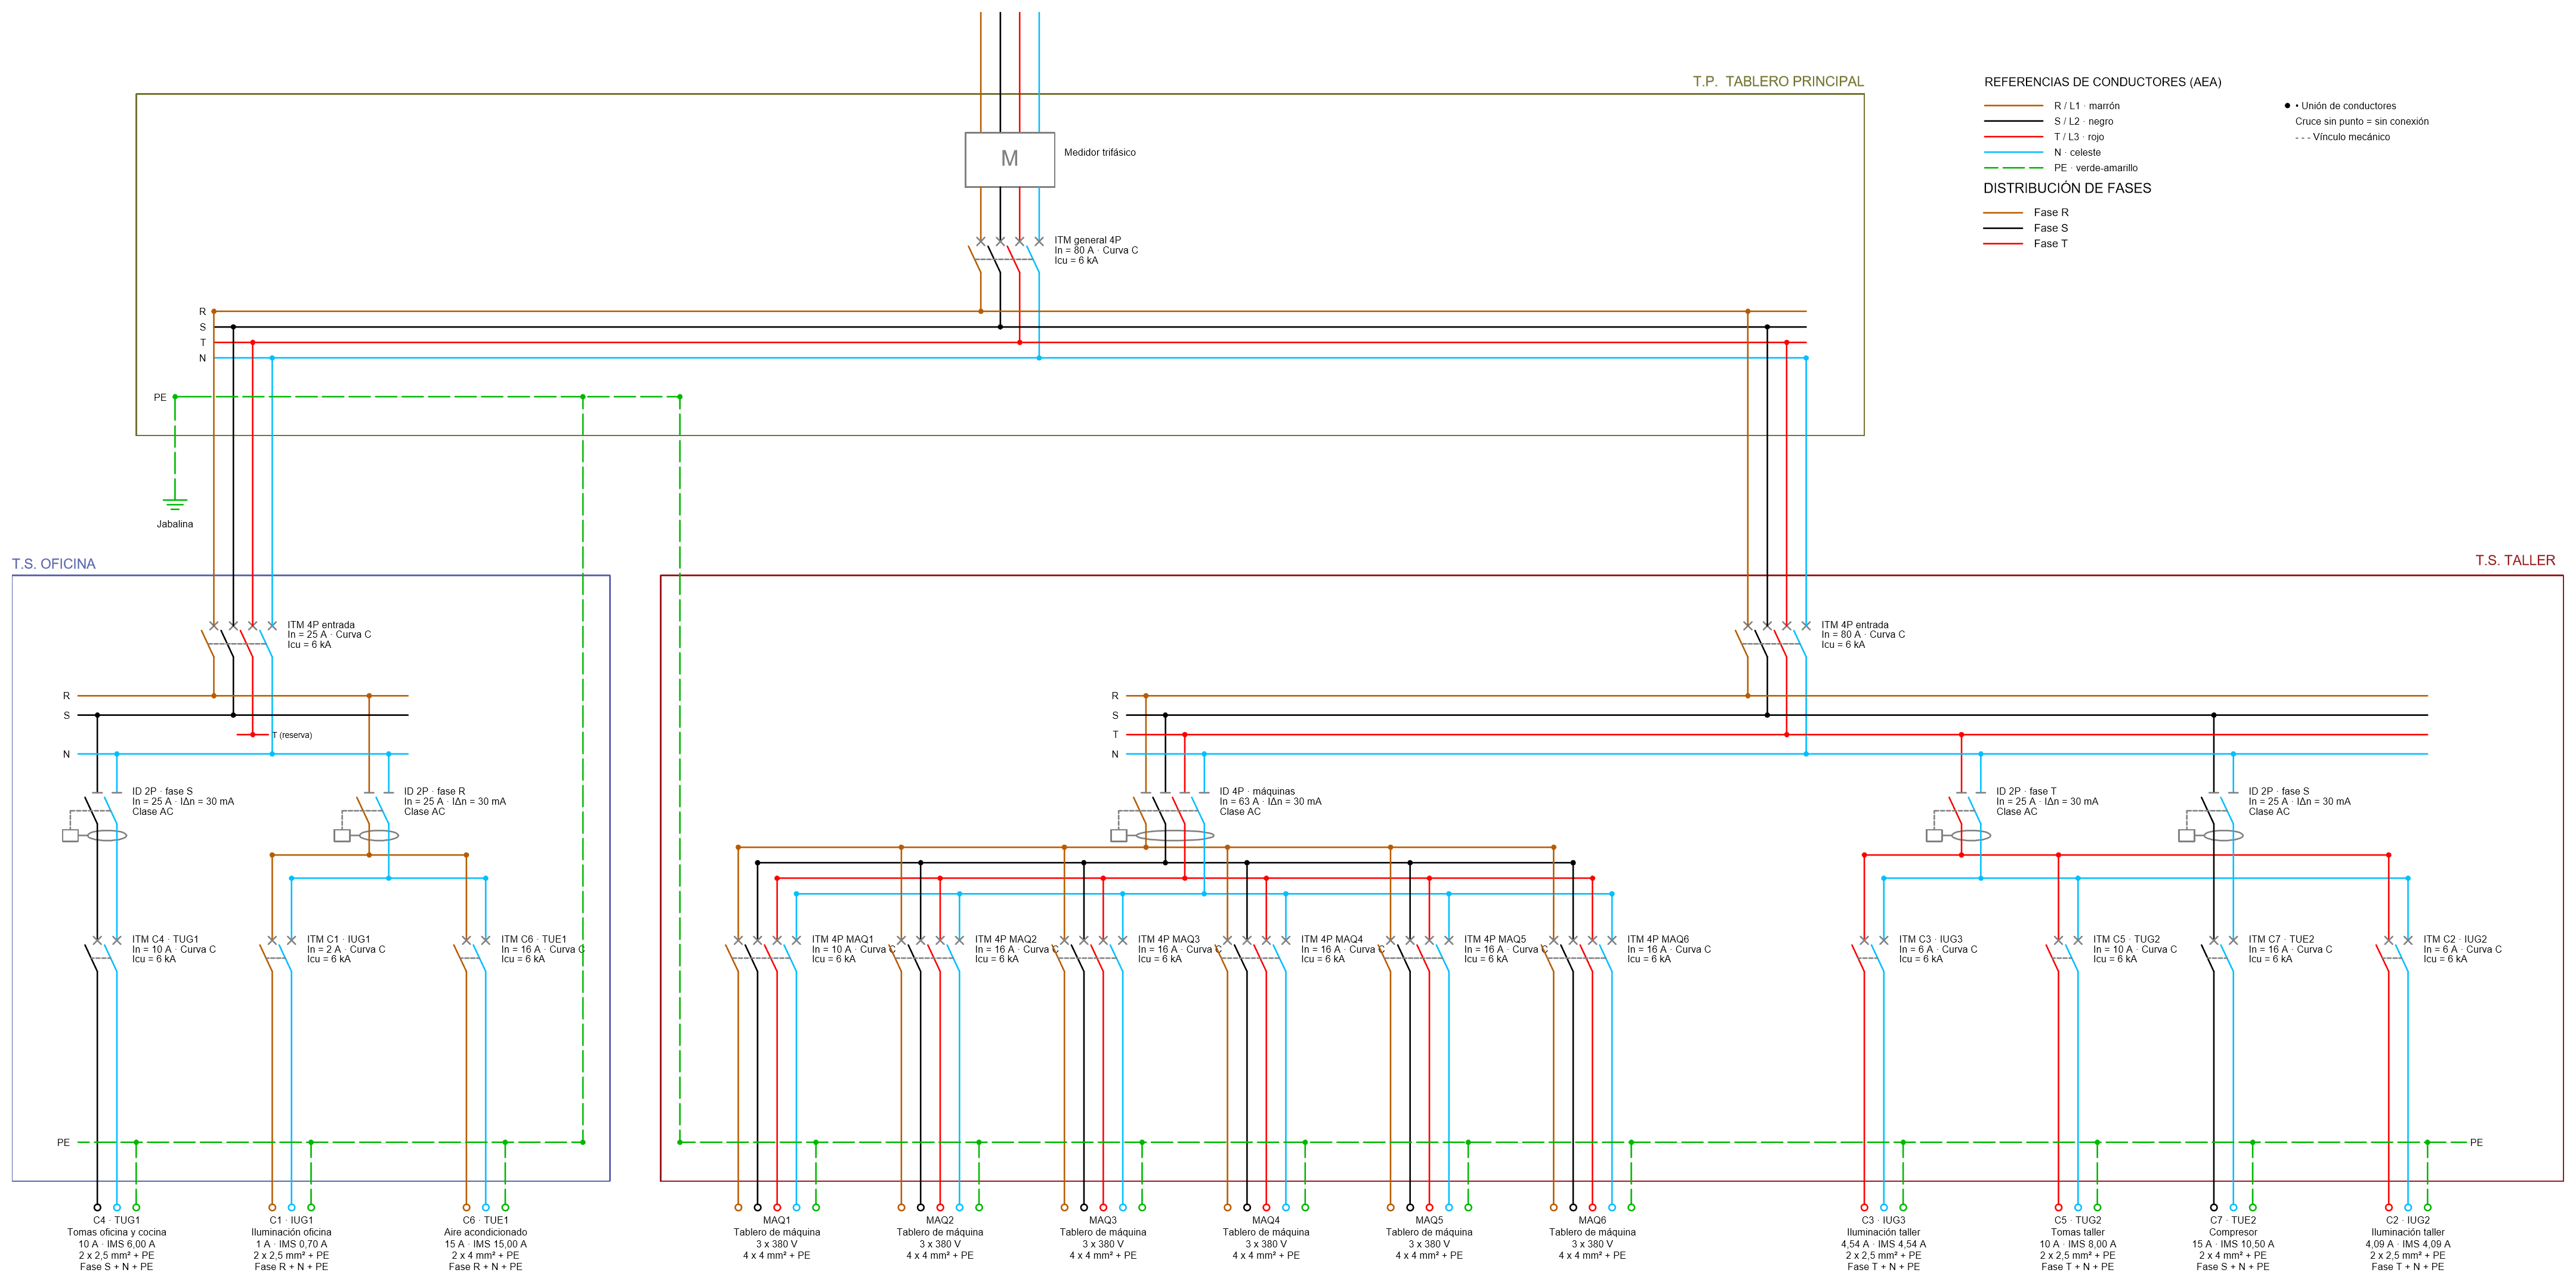 T.P.  TABLERO PRINCIPAL
REFERENCIAS DE CONDUCTORES (AEA)
R / L1 · marrón
S / L2 · negro
T / L3 · rojo
N · celeste
PE · verde-amarillo
• Unión de conductores
Cruce sin punto = sin conexión
- - - Vínculo mecánico
DISTRIBUCIÓN DE FASES
Fase R
Fase S
Fase T
M
Medidor trifásico
ITM general 4P
In = 80 A · Curva C
Icu = 6 kA
R
S
T
N
PE
Jabalina
T.S. OFICINA
ITM 4P entrada
In = 25 A · Curva C
Icu = 6 kA
R
S
T (reserva)
N
ID 2P · fase S
In = 25 A · IΔn = 30 mA
Clase AC
ID 2P · fase R
In = 25 A · IΔn = 30 mA
Clase AC
ITM C4 · TUG1
In = 10 A · Curva C
Icu = 6 kA
ITM C1 · IUG1
In = 2 A · Curva C
Icu = 6 kA
ITM C6 · TUE1
In = 16 A · Curva C
Icu = 6 kA
PE
C4 · TUG1
Tomas oficina y cocina
10 A · IMS 6,00 A
2 x 2,5 mm² + PE
Fase S + N + PE
C1 · IUG1
Iluminación oficina
1 A · IMS 0,70 A
2 x 2,5 mm² + PE
Fase R + N + PE
C6 · TUE1
Aire acondicionado
15 A · IMS 15,00 A
2 x 4 mm² + PE
Fase R + N + PE
T.S. TALLER
ITM 4P entrada
In = 80 A · Curva C
Icu = 6 kA
R
S
T
N
ID 4P · máquinas
In = 63 A · IΔn = 30 mA
Clase AC
ID 2P · fase T
In = 25 A · IΔn = 30 mA
Clase AC
ID 2P · fase S
In = 25 A · IΔn = 30 mA
Clase AC
ITM 4P MAQ1
In = 10 A · Curva C
Icu = 6 kA
ITM 4P MAQ2
In = 16 A · Curva C
Icu = 6 kA
ITM 4P MAQ3
In = 16 A · Curva C
Icu = 6 kA
ITM 4P MAQ4
In = 16 A · Curva C
Icu = 6 kA
ITM 4P MAQ5
In = 16 A · Curva C
Icu = 6 kA
ITM 4P MAQ6
In = 16 A · Curva C
Icu = 6 kA
ITM C3 · IUG3
In = 6 A · Curva C
Icu = 6 kA
ITM C5 · TUG2
In = 10 A · Curva C
Icu = 6 kA
ITM C7 · TUE2
In = 16 A · Curva C
Icu = 6 kA
ITM C2 · IUG2
In = 6 A · Curva C
Icu = 6 kA
PE
MAQ1
Tablero de máquina
3 x 380 V
4 x 4 mm² + PE
MAQ2
Tablero de máquina
3 x 380 V
4 x 4 mm² + PE
MAQ3
Tablero de máquina
3 x 380 V
4 x 4 mm² + PE
MAQ4
Tablero de máquina
3 x 380 V
4 x 4 mm² + PE
MAQ5
Tablero de máquina
3 x 380 V
4 x 4 mm² + PE
MAQ6
Tablero de máquina
3 x 380 V
4 x 4 mm² + PE
C3 · IUG3
Iluminación taller
4,54 A · IMS 4,54 A
2 x 2,5 mm² + PE
Fase T + N + PE
C5 · TUG2
Tomas taller
10 A · IMS 8,00 A
2 x 2,5 mm² + PE
Fase T + N + PE
C7 · TUE2
Compresor
15 A · IMS 10,50 A
2 x 4 mm² + PE
Fase S + N + PE
C2 · IUG2
Iluminación taller
4,09 A · IMS 4,09 A
2 x 2,5 mm² + PE
Fase T + N + PE